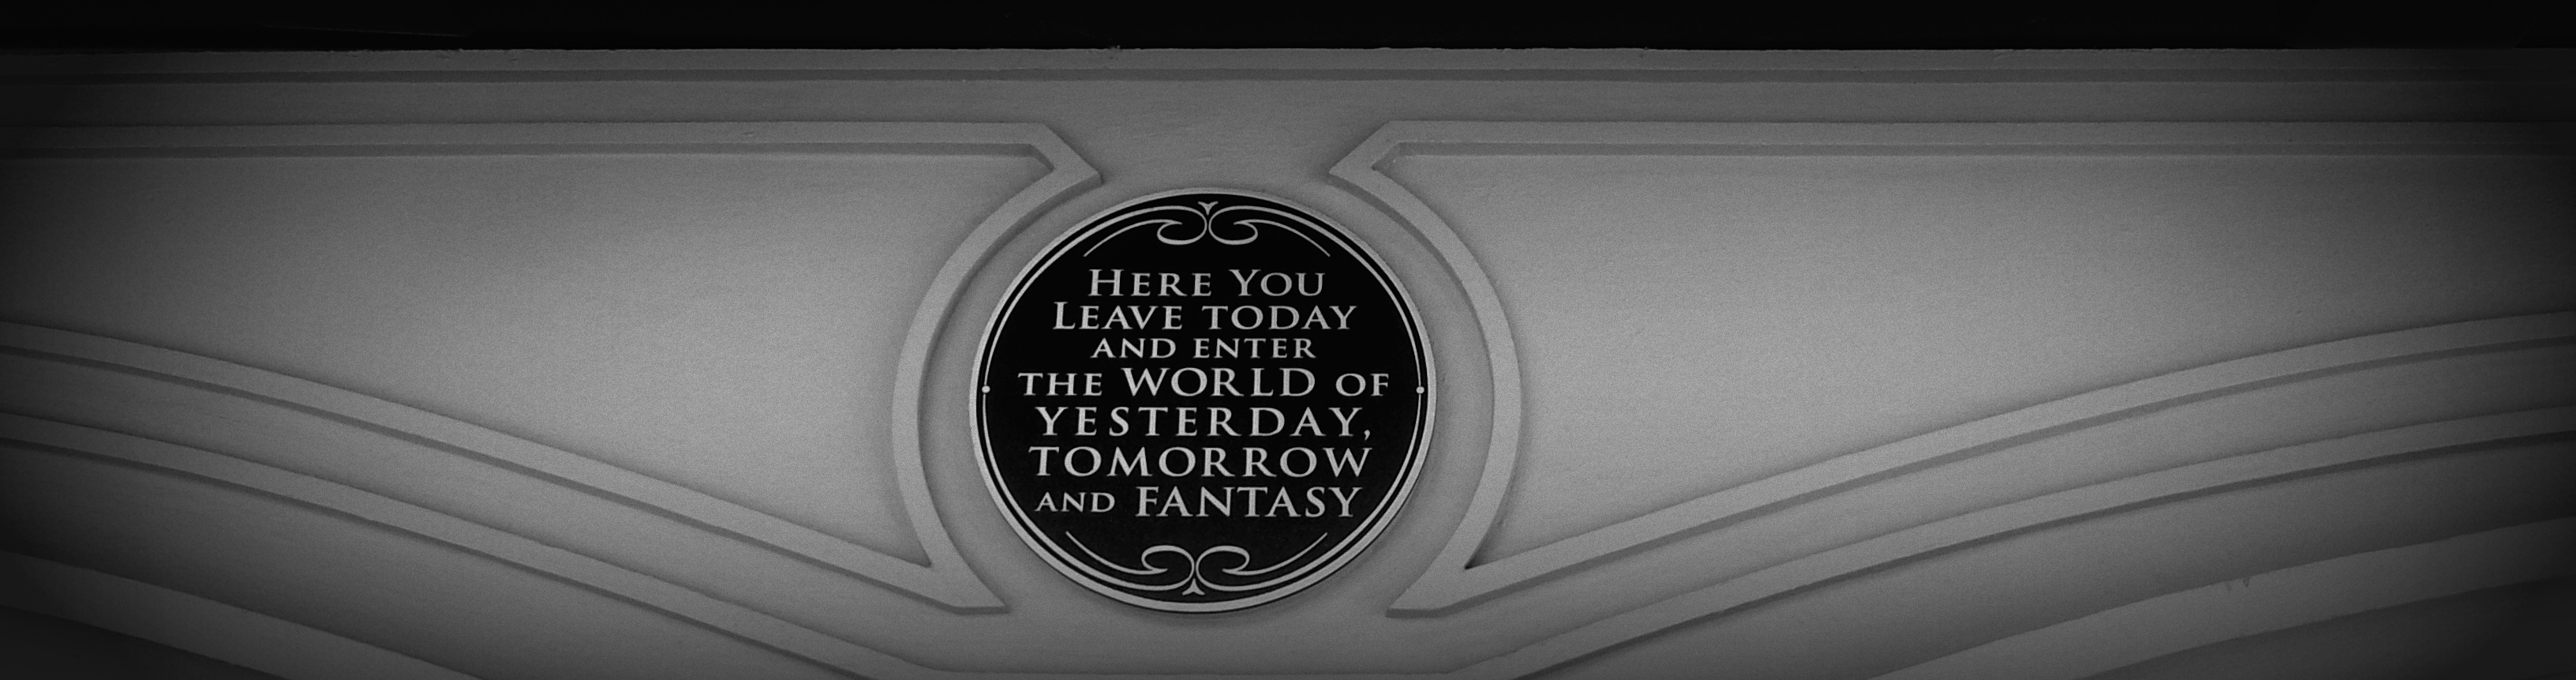 HERE YOU
LEAVE TODAY
AND ENTER
THE WORLD OF
YESTERDAY,
TOMORROW
AND FANTASY